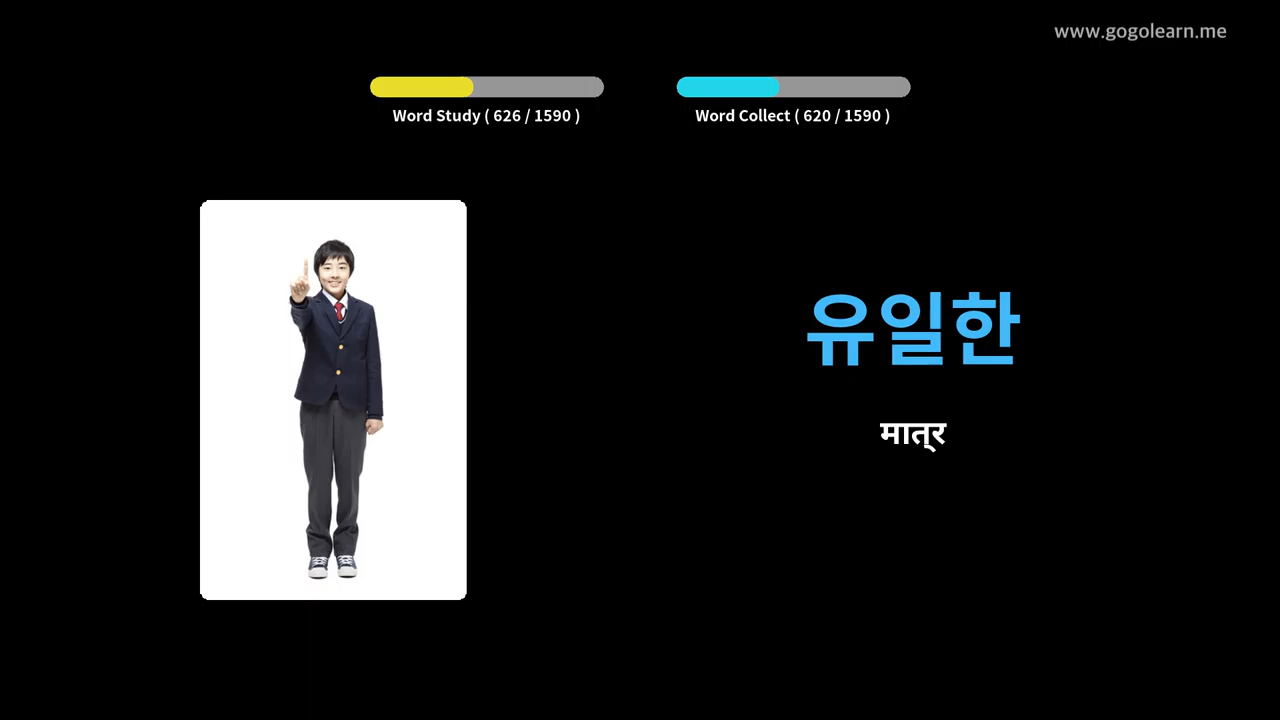 www.gogolearn.me
Word Study ( 626 / 1590 )
Word Collect ( 620 / 1590 )
유일한
मात्र